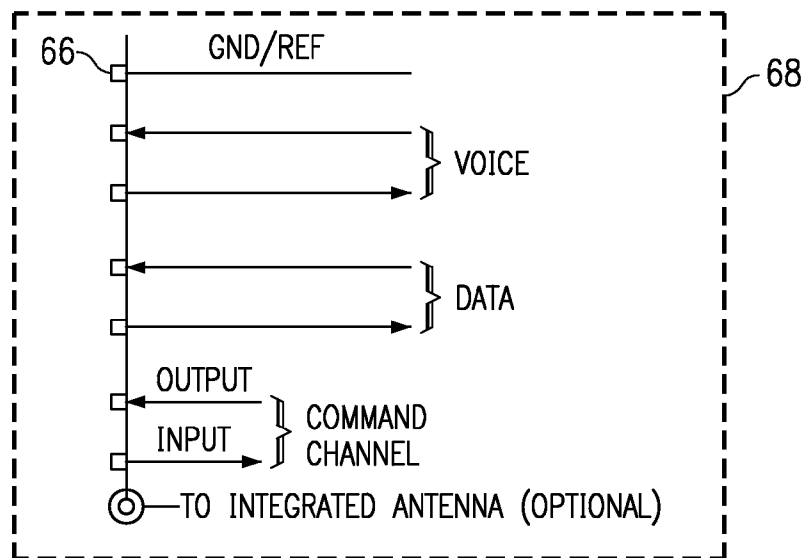 66
GND/REF
68
VOICE
DATA
OUTPUT
COMMAND
INPUT
CHANNEL
TO INTEGRATED ANTENNA (OPTIONAL)